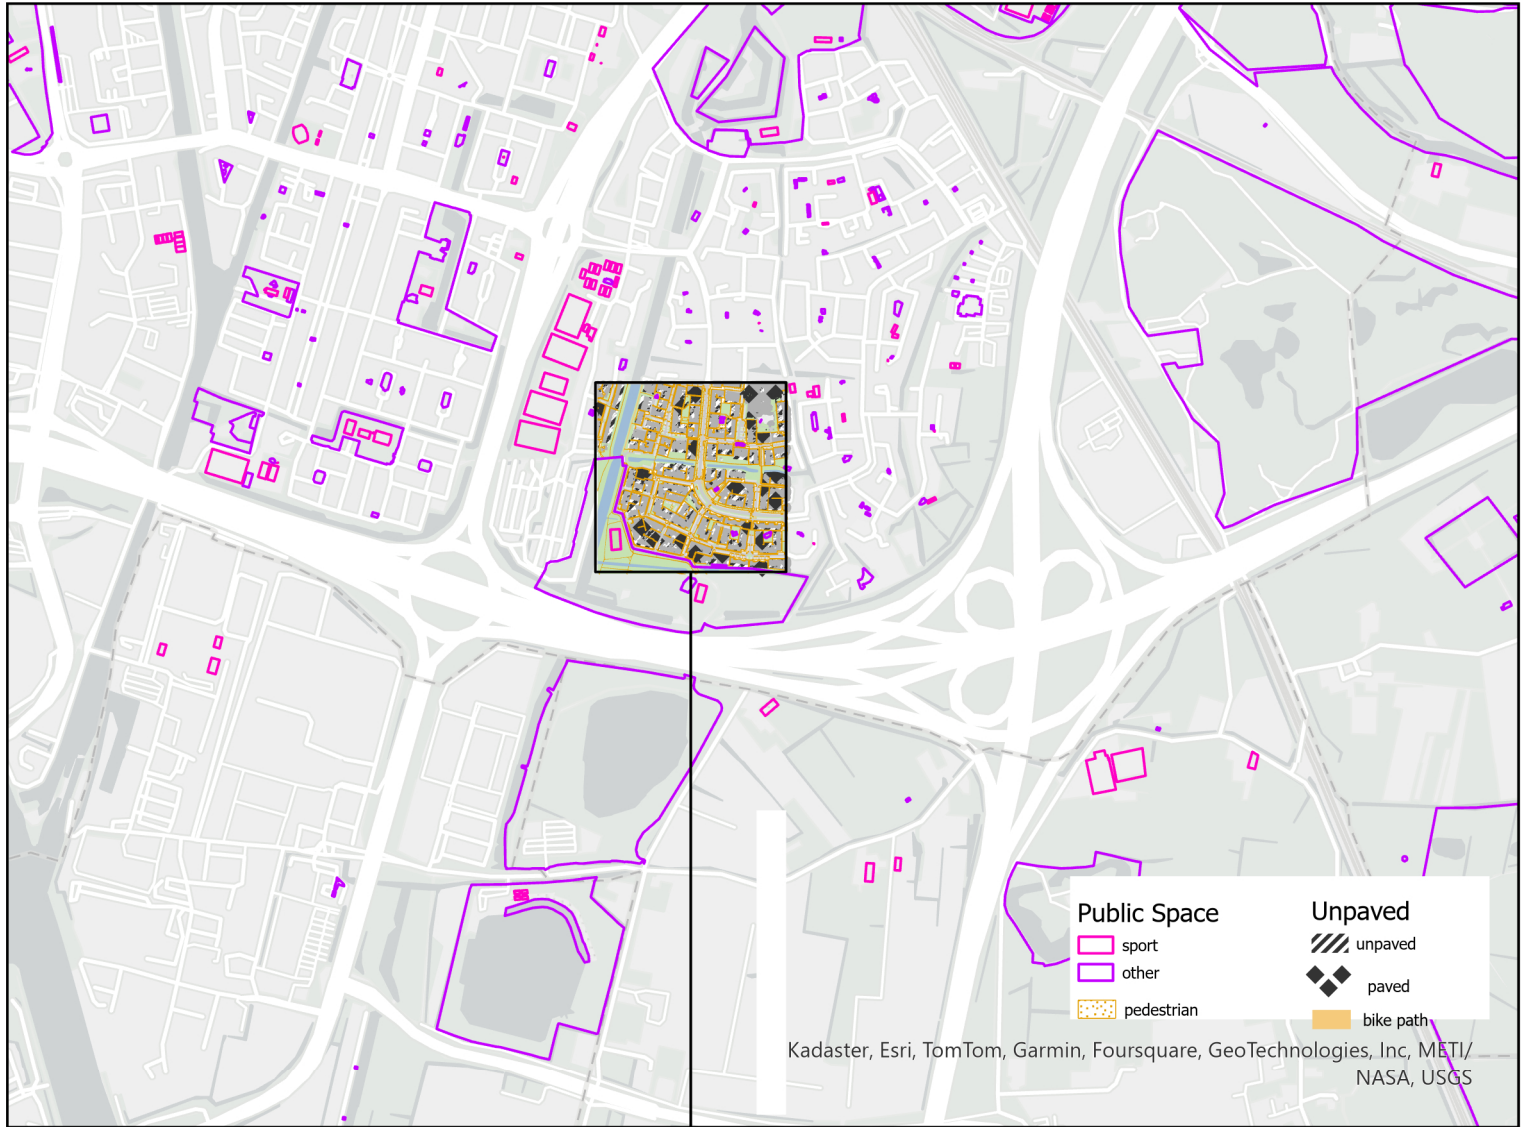 Public Space
sport
other
pedestrian
Unpaved
unpaved
paved
bike path
Kadaster, Esri, TomTom, Garmin, Foursquare, GeoTechnologies, Inc, METI/
NASA, USGS